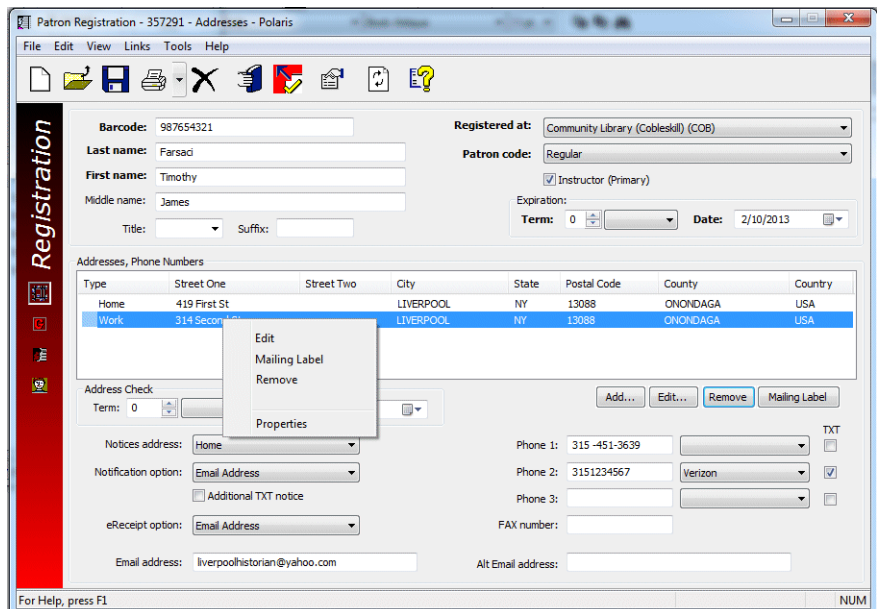 Patron Registration - 357291 - Addresses - Polaris
File Edit View Links Tools Help
Registration
Barcode: 987654321 Registered at: Community Library (Cobleskill) (COB)
Last name: Farsaci Patron code: Regular
First name: Timothy Instructor (Primary)
Middle name: James Expiration:
Title: Suffix: Term: 0 Date: 2/10/2013
Addresses, Phone Numbers
Type Street One Street Two City State Postal Code County Country
Home 419 First St LIVERPOOL NY 13088 ONONDAGA USA
Work 314 Second LIVERPOOL NY 13088 ONONDAGA USA
Edit
Mailing Label
Remove
Properties
Address Check
Term: 0 Add... Edit... Remove Mailing Label
TXT
Notices address: Home Phone 1: 315 -451-3639
Notification option: Email Address Phone 2: 3151234567 Verizon
Additional TXT notice Phone 3:
eReceipt option: Email Address FAX number:
Email address: liverpoolhistorian@yahoo.com Alt Email address:
For Help, press F1 NUM